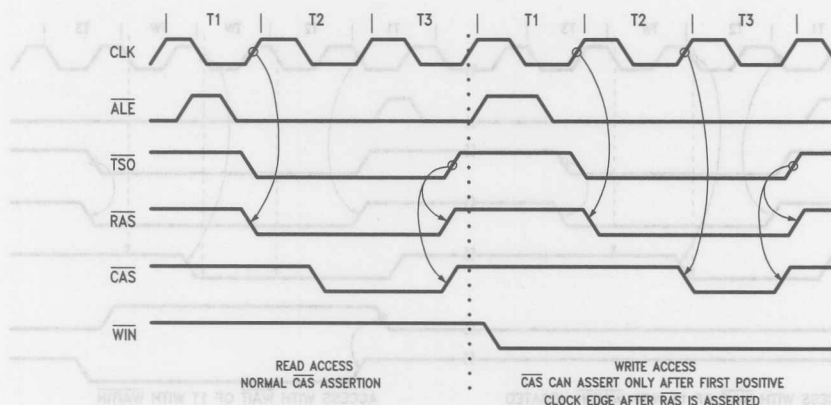 T1 T2 T3 T1 T2 T3
CLK
ALE
TSO
RAS
CAS
WIN
READ ACCESS
NORMAL CAS ASSERTION
WRITE ACCESS
CAS CAN ASSERT ONLY AFTER FIRST POSITIVE
CLOCK EDGE AFTER RAS IS ASSERTED